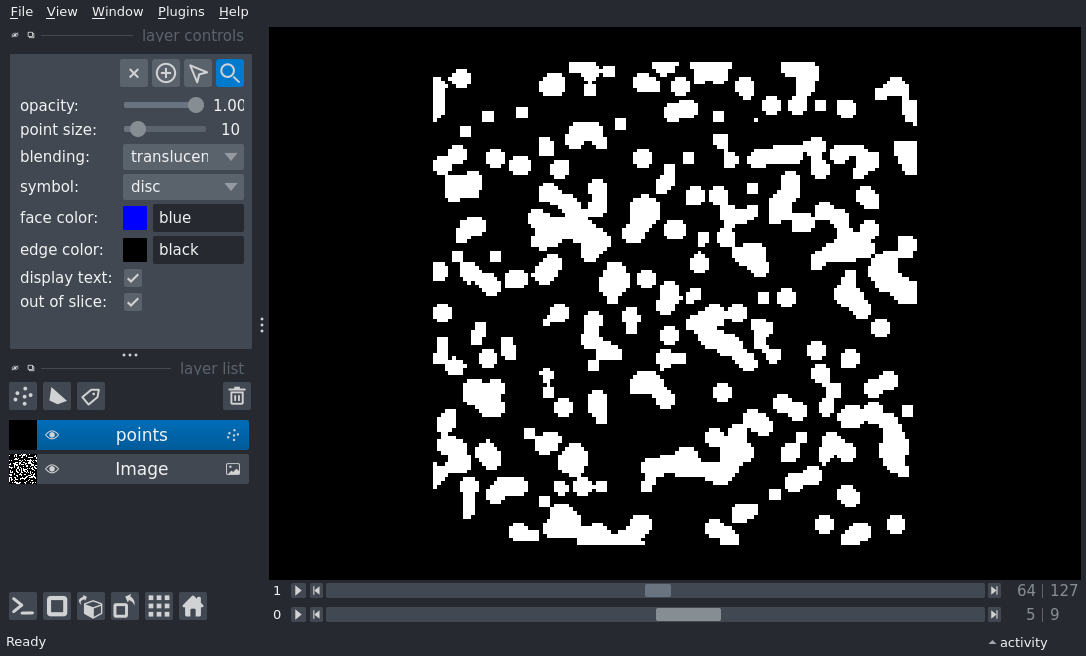 File View Window Plugins Help
layer controls
opacity: 1.00
point size: 10
blending: translucen
symbol: disc
face color: blue
edge color: black
display text:
out of slice:
layer list
points
Image
1 64 127
0 5 9
Ready activity